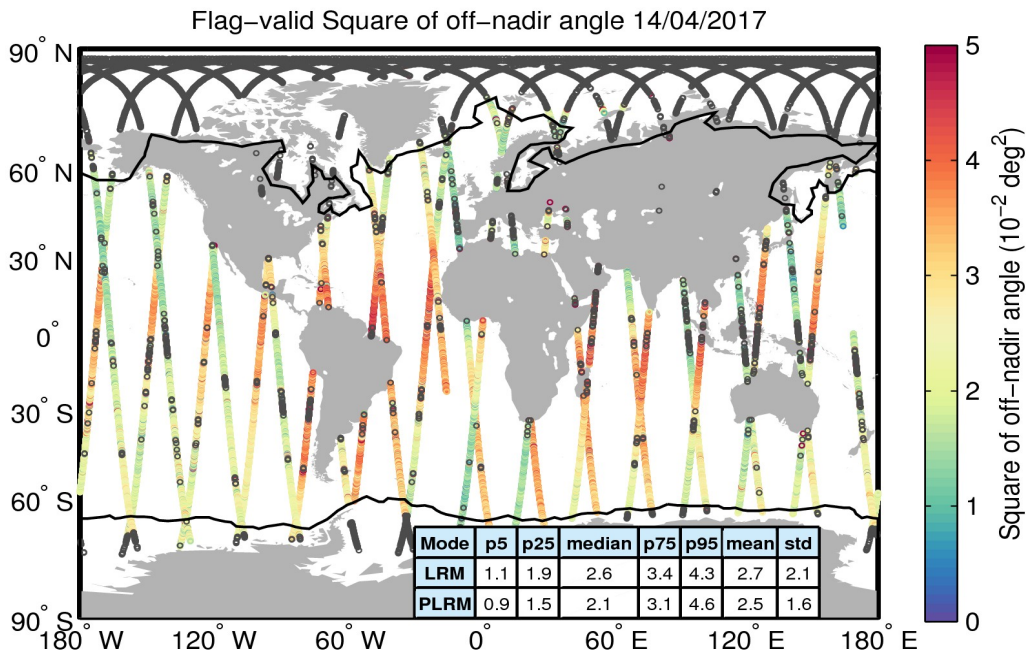 Flag−valid Square of off−nadir angle 14/04/2017
90° N
60° N
30° N
0°
30° S
60° S
90° S
180° W
120° W
60° W
0°
60° E
120° E
180° E
Mode p5 p25 median p75 p95 mean std
LRM 1.1 1.9 2.6 3.4 4.3 2.7 2.1
PLRM 0.9 1.5 2.1 3.1 4.6 2.5 1.6
5
4
3
2
1
0
Square of off−nadir angle (10⁻² deg²)